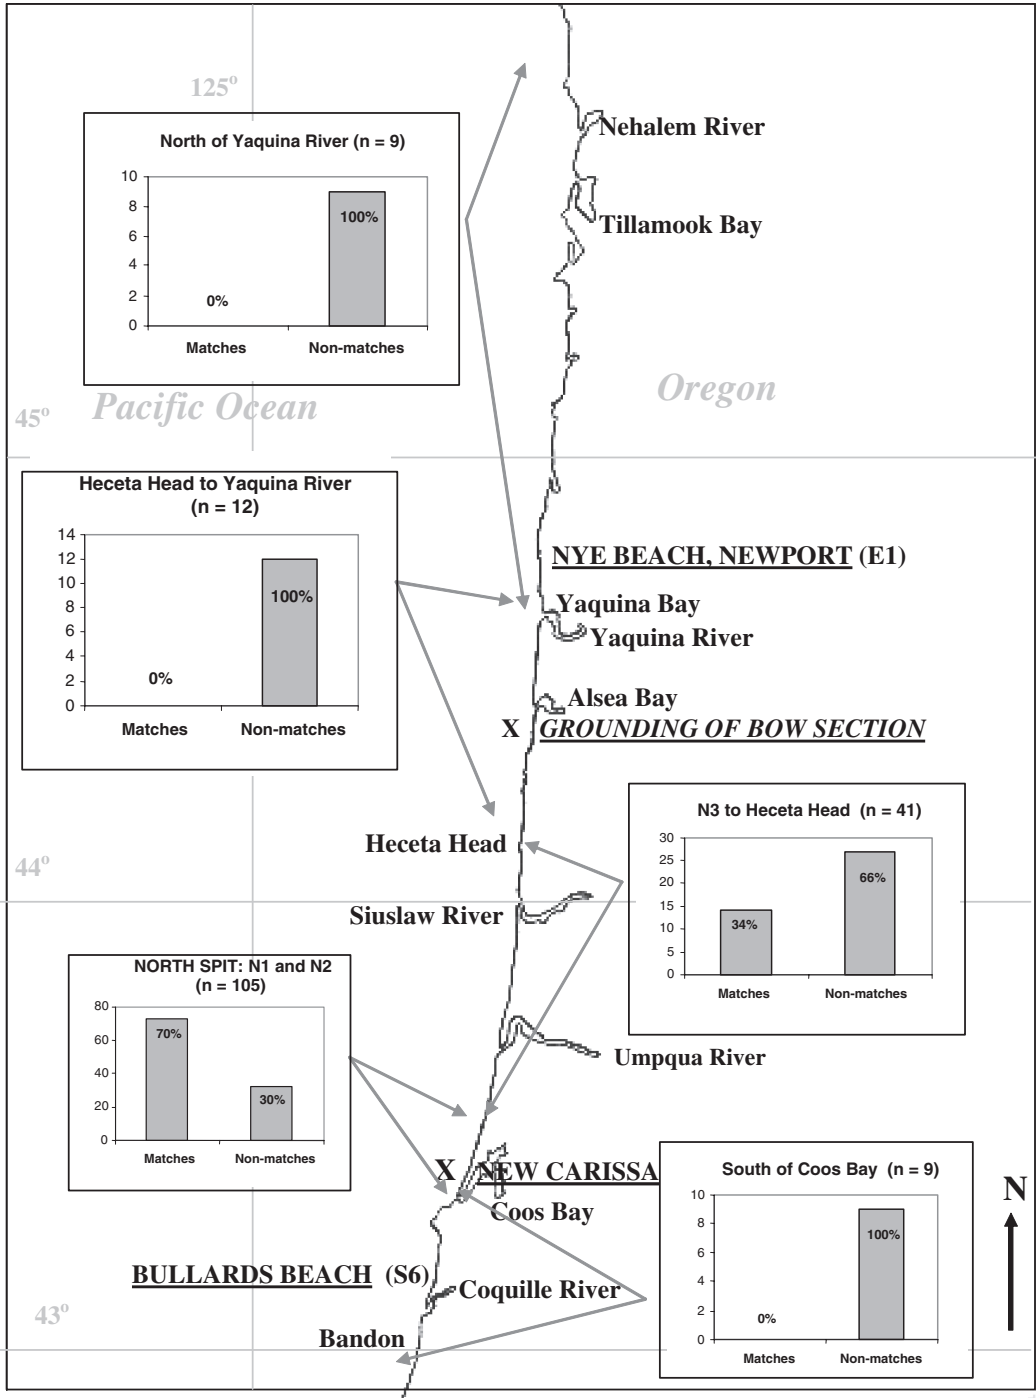 125°
Nehalem River
North of Yaquina River (n = 9)
10
8
6
4
2
0
100%
0%
Matches Non-matches
Tillamook Bay
Pacific Ocean
Oregon
45°
Heceta Head to Yaquina River
(n = 12)
14
12
10
8
6
4
2
0
100%
0%
Matches Non-matches
NYE BEACH, NEWPORT (E1)
Yaquina Bay
Yaquina River
Alsea Bay
X GROUNDING OF BOW SECTION
N3 to Heceta Head (n = 41)
30
25
20
15
10
5
0
34%
66%
Matches Non-matches
Heceta Head
44°
Siuslaw River
NORTH SPIT: N1 and N2
(n = 105)
80
60
40
20
0
70%
30%
Matches Non-matches
Umpqua River
X NEW CARISSA
Coos Bay
South of Coos Bay (n = 9)
10
8
6
4
2
0
100%
0%
Matches Non-matches
N
BULLARDS BEACH (S6)
Coquille River
43°
Bandon